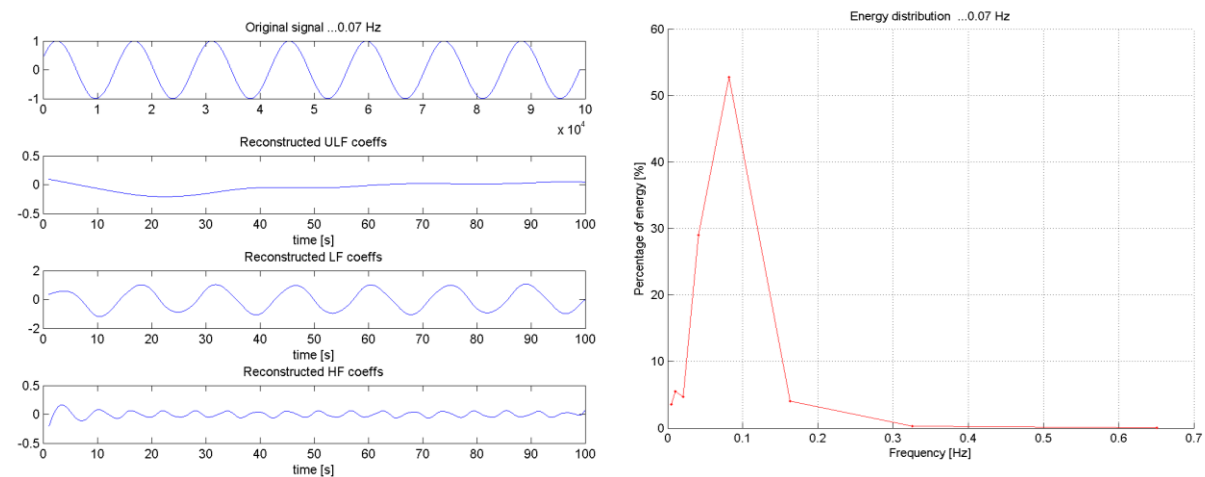 Original signal ...0.07 Hz
1
0
-1
0 1 2 3 4 5 6 7 8 9 10
x 10^4
Reconstructed ULF coeffs
0.5
0
-0.5
0 10 20 30 40 50 60 70 80 90 100
time [s]
Reconstructed LF coeffs
2
0
-2
0 10 20 30 40 50 60 70 80 90 100
time [s]
Reconstructed HF coeffs
0.5
0
-0.5
0 10 20 30 40 50 60 70 80 90 100
time [s]
Energy distribution ...0.07 Hz
60
50
40
30
20
10
0
Percentage of energy [%]
0 0.1 0.2 0.3 0.4 0.5 0.6 0.7
Frequency [Hz]